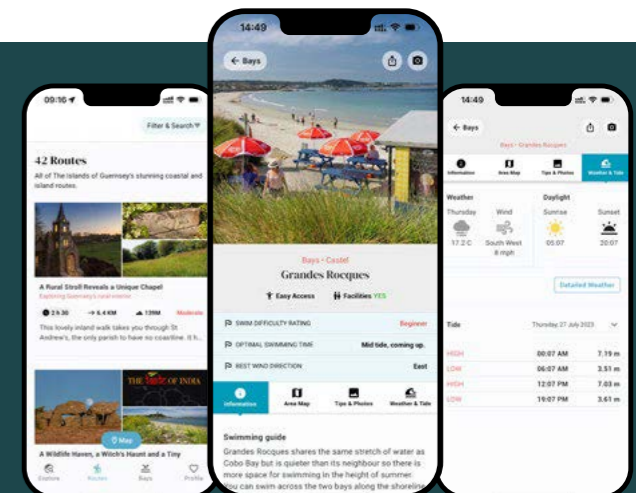 09:16
Filter & Search
42 Routes
All of The Islands of Guernsey's stunning coastal and
island routes.
A Rural Stroll Reveals a Unique Chapel
Exploring Guernsey's rural interior
2 h 30
6.4 KM
139M
Moderate
This lovely inland walk takes you through St
Andrew's, the only parish to have no coastline. It h...
THE TASTE OF INDIA
Map
A Wildlife Haven, a Witch's Haunt and a Tiny
Explore
Routes
Bays
Profile
14:49
← Bays
Bays • Castel
Grandes Rocques
Easy Access
Facilities YES
SWIM DIFFICULTY RATING
Beginner
OPTIMAL SWIMMING TIME
Mid tide, coming up.
BEST WIND DIRECTION
East
Information
Area Map
Tips & Photos
Weather & Tide
Swimming guide
Grandes Rocques shares the same stretch of water as
Cobo Bay but is quieter than its neighbour so there is
more space for swimming in the height of summer.
You can swim across the two bays along the shoreline
14:49
← Bays
Bays • Grandes Rocques
Information
Area Map
Tips & Photos
Weather & Tide
Weather
Daylight
Thursday
Wind
Sunrise
Sunset
17.2 C
South West
8 mph
05:07
20:07
Detailed Weather
Tide
Thursday 27 July 2023
HIGH
00:07 AM
7.19 m
LOW
06:07 AM
3.51 m
HIGH
12:07 PM
7.03 m
LOW
19:07 PM
3.61 m